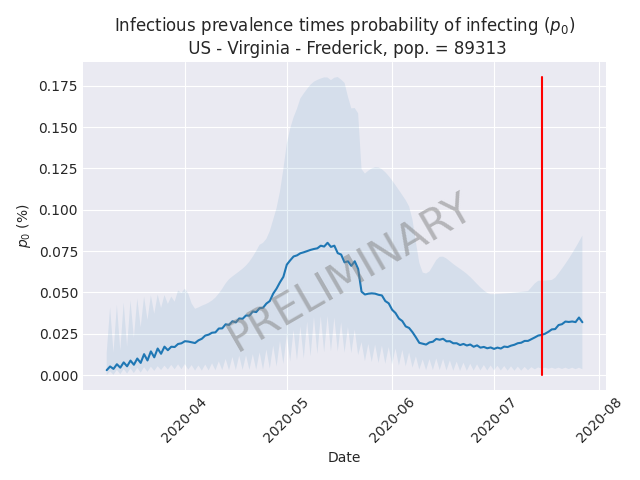 Infectious prevalence times probability of infecting (p₀)
US - Virginia - Frederick, pop. = 89313
0.175
0.150
0.125
0.100
0.075
0.050
0.025
0.000
p₀ (%)
PRELIMINARY
2020-04
2020-05
2020-06
2020-07
2020-08
Date